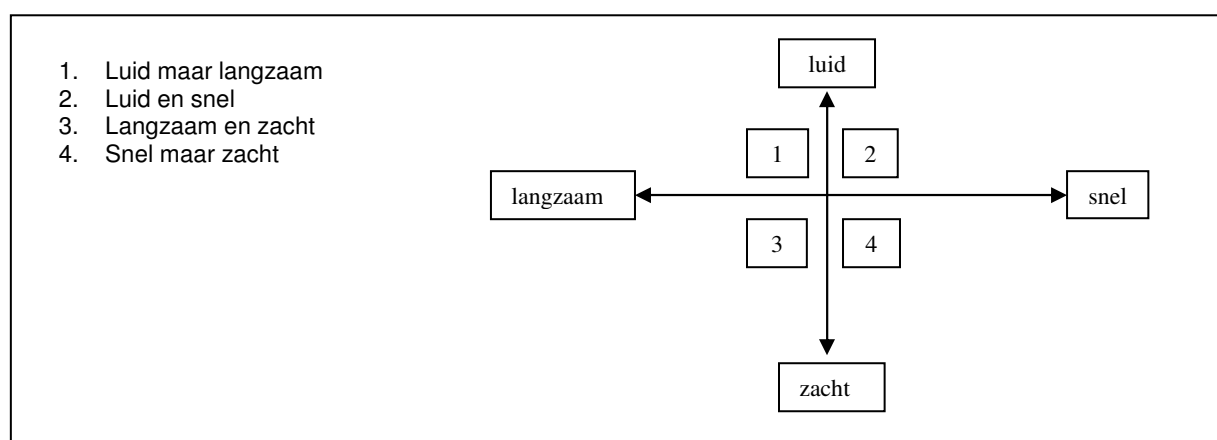 1. Luid maar langzaam
2. Luid en snel
3. Langzaam en zacht
4. Snel maar zacht
luid
1 2
langzaam snel
3 4
zacht